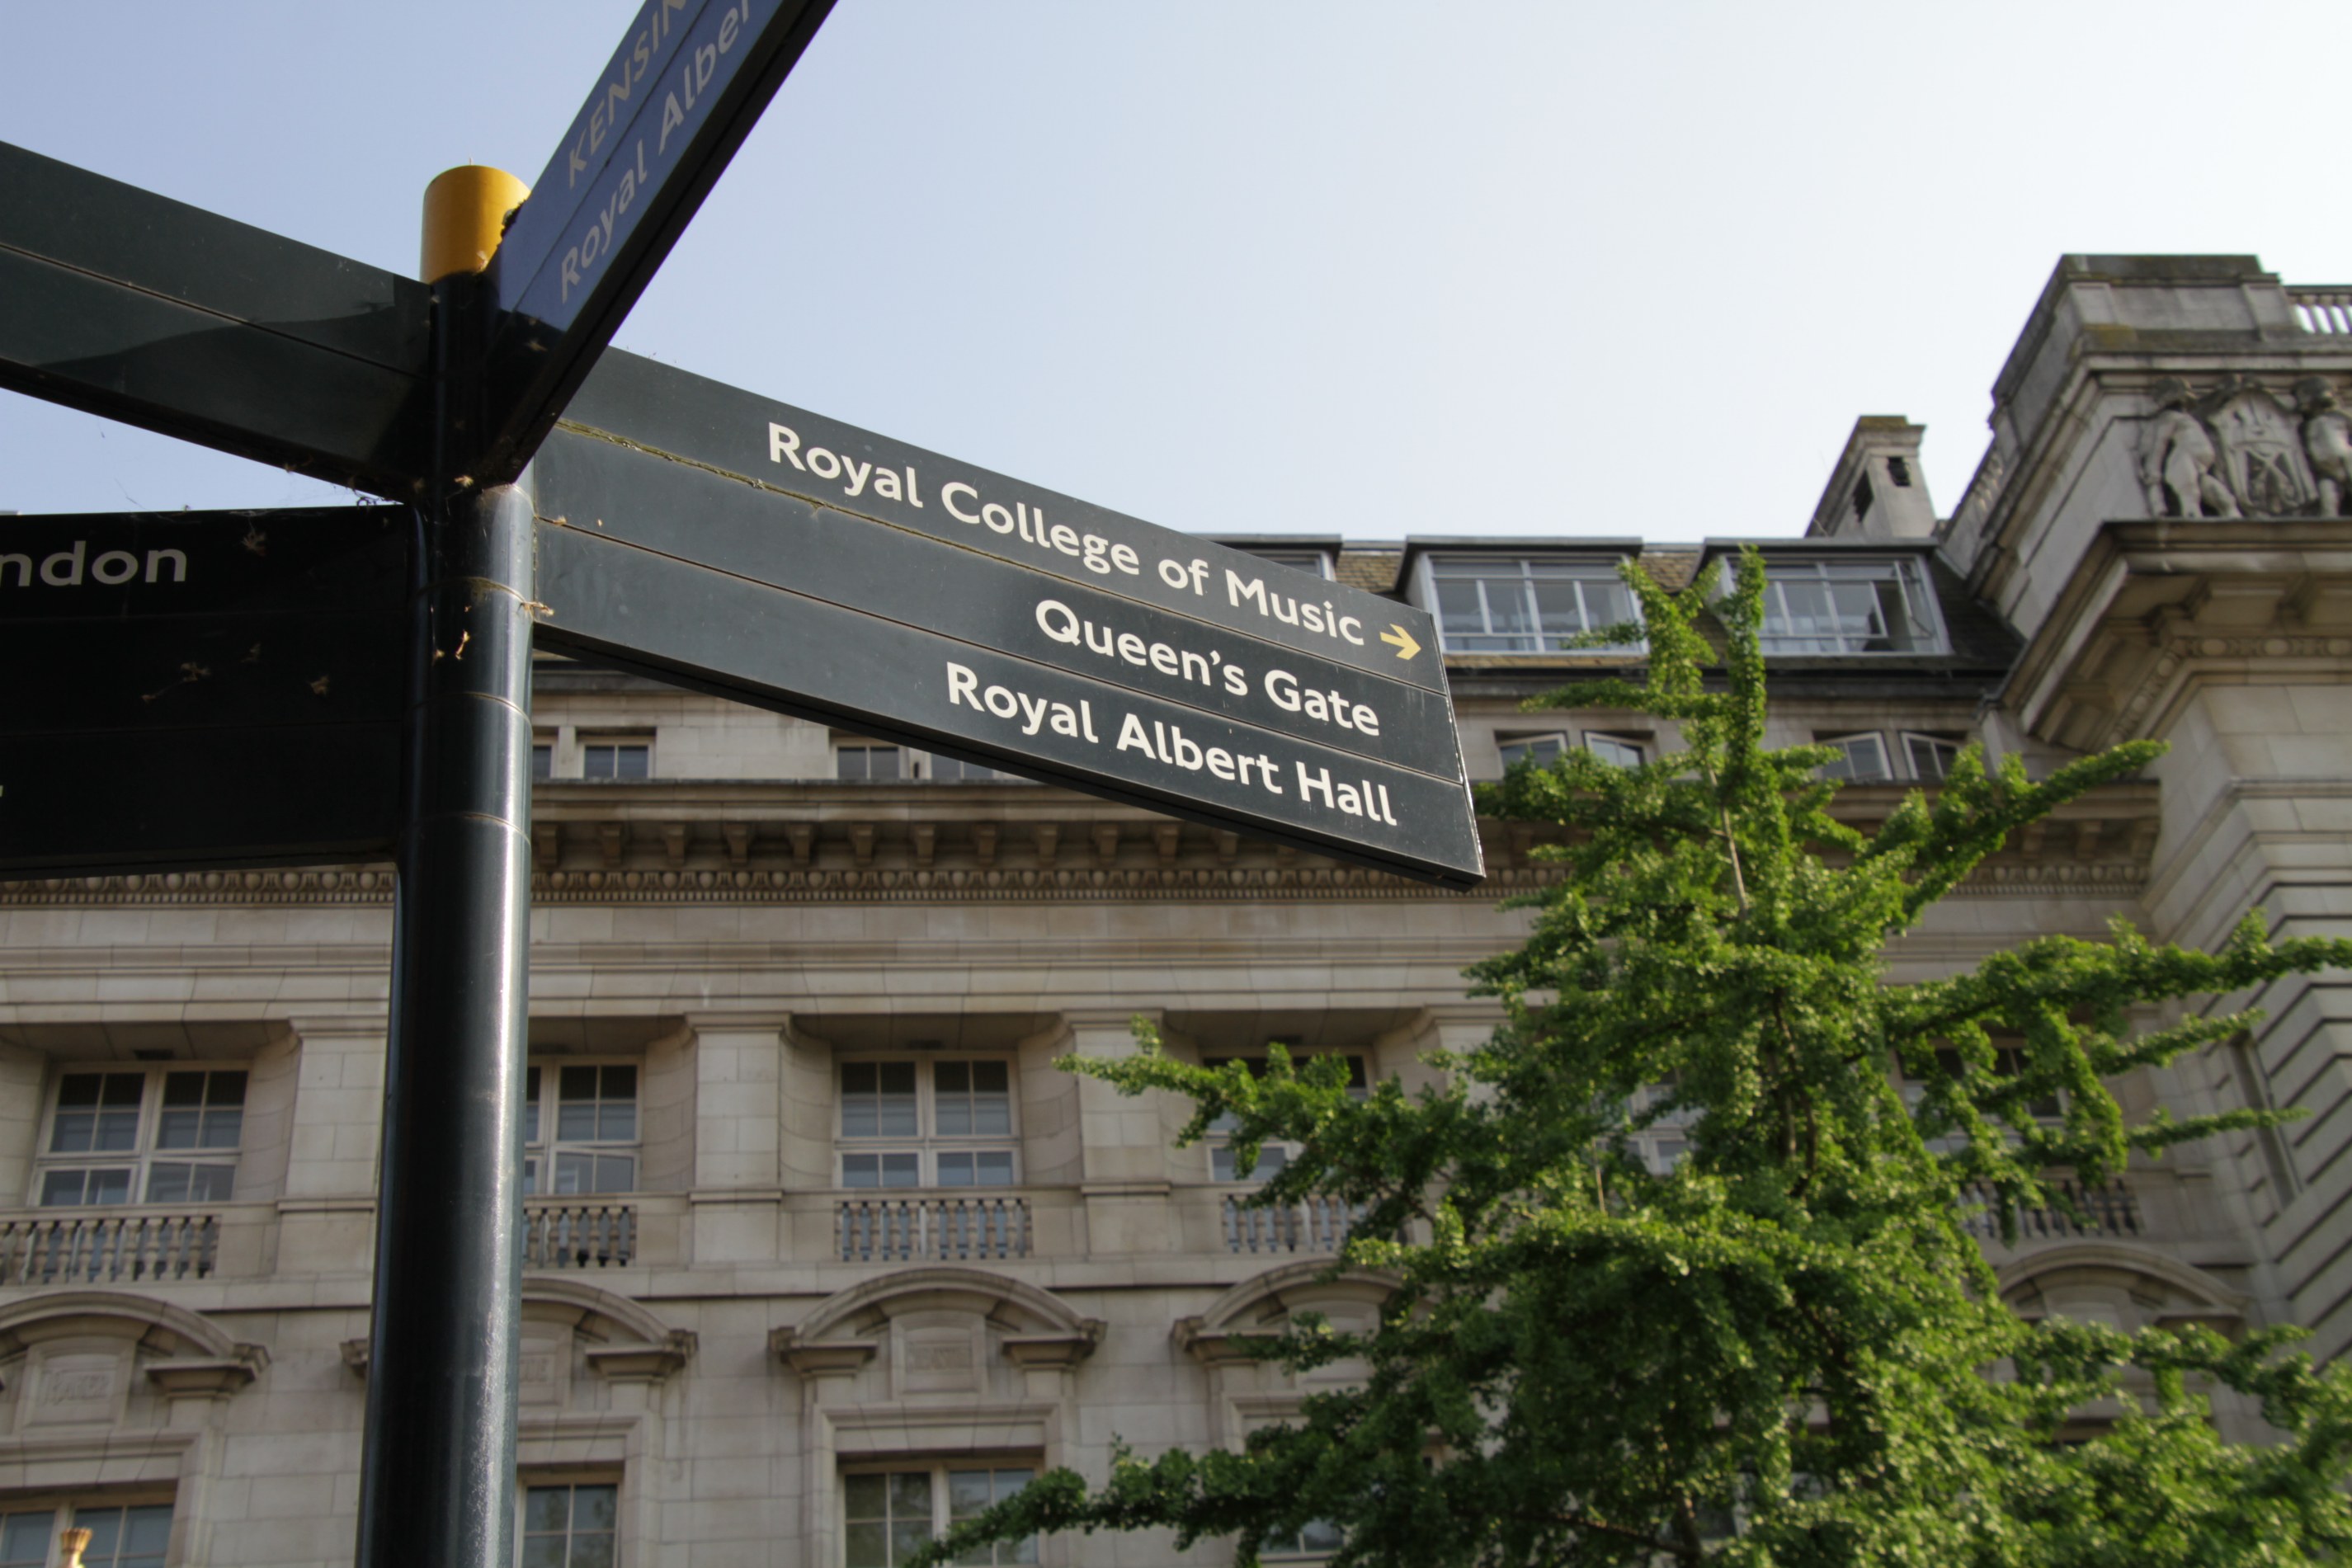 KENSIN
Royal Alber
Royal College of Music →
Queen's Gate
Royal Albert Hall
ndon